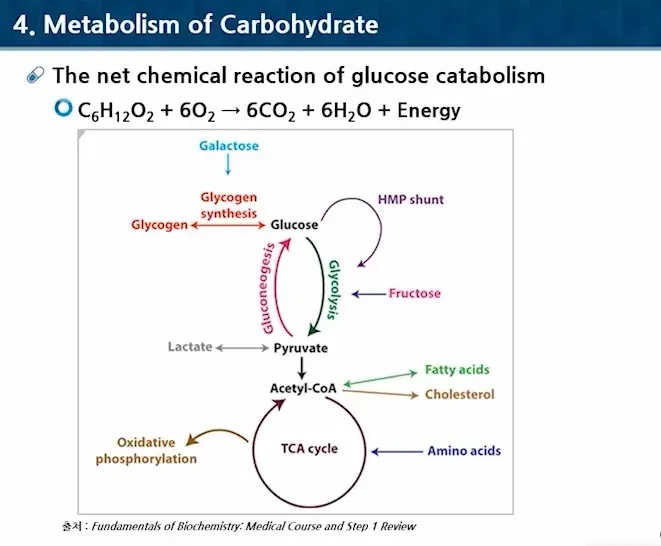 4. Metabolism of Carbohydrate
The net chemical reaction of glucose catabolism
C₆H₁₂O₂ + 6O₂ → 6CO₂ + 6H₂O + Energy
Galactose
Glycogen
synthesis
HMP shunt
Glycogen
Glucose
Gluconeogesis
Glycolysis
Fructose
Lactate
Pyruvate
Fatty acids
Acetyl-CoA
Cholesterol
Oxidative
phosphorylation
TCA cycle
Amino acids
출처 : Fundamentals of Biochemistry: Medical Course and Step 1 Review